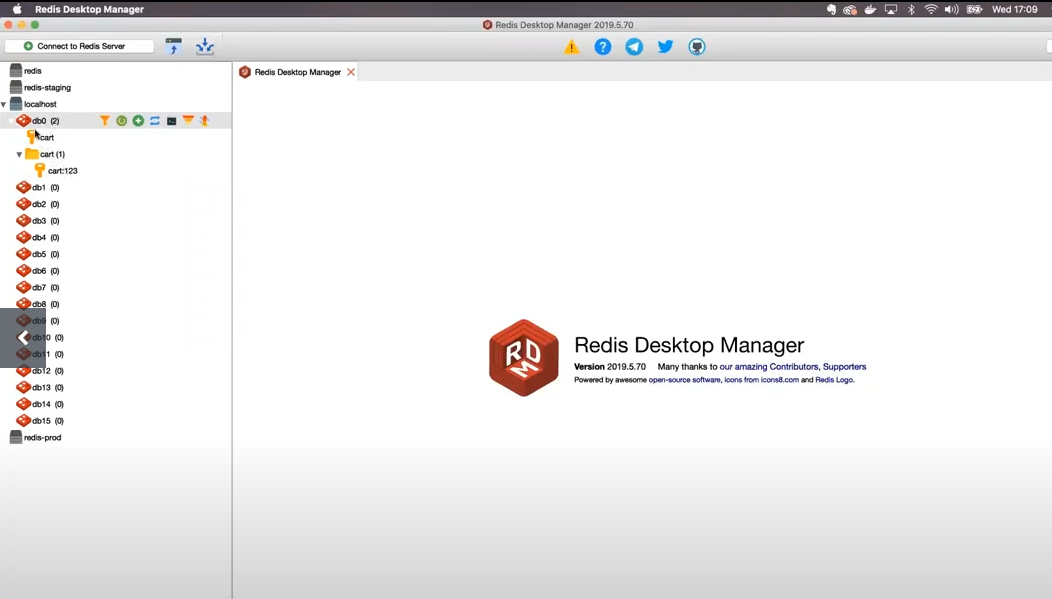 Redis Desktop Manager
Wed 17:09
Redis Desktop Manager 2019.5.70
Connect to Redis Server
redis
Redis Desktop Manager
redis-staging
localhost
db0 (2)
cart
cart (1)
cart:123
db1 (0)
db2 (0)
db3 (0)
db4 (0)
db5 (0)
db6 (0)
db7 (0)
db8 (0)
db9 (0)
db10 (0)
db11 (0)
db12 (0)
db13 (0)
db14 (0)
db15 (0)
redis-prod
RDM
Redis Desktop Manager
Version 2019.5.70 Many thanks to our amazing Contributors, Supporters
Powered by awesome open-source software, icons from icons8.com and Redis Logo.